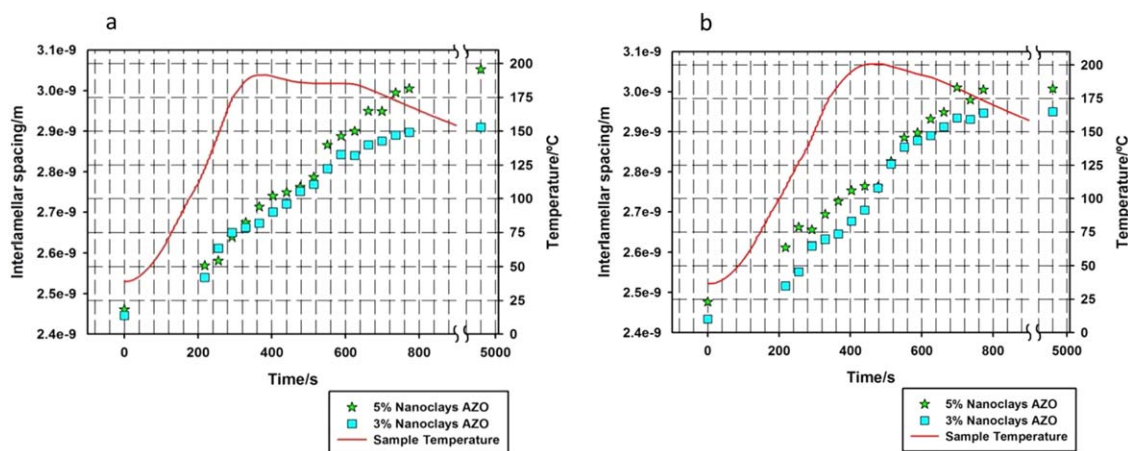 a
3.1e-9
3.0e-9
2.9e-9
2.8e-9
2.7e-9
2.6e-9
2.5e-9
2.4e-9
Interlamellar spacing/m
200
175
150
125
100
75
50
25
0
Temperature/ºC
0 200 400 600 800 5000
Time/s
5% Nanoclays AZO
3% Nanoclays AZO
Sample Temperature
b
3.1e-9
3.0e-9
2.9e-9
2.8e-9
2.7e-9
2.6e-9
2.5e-9
2.4e-9
Interlamellar spacing/m
200
175
150
125
100
75
50
25
0
Temperature/ºC
0 200 400 600 800 5000
Time/s
5% Nanoclays AZO
3% Nanoclays AZO
Sample Temperature